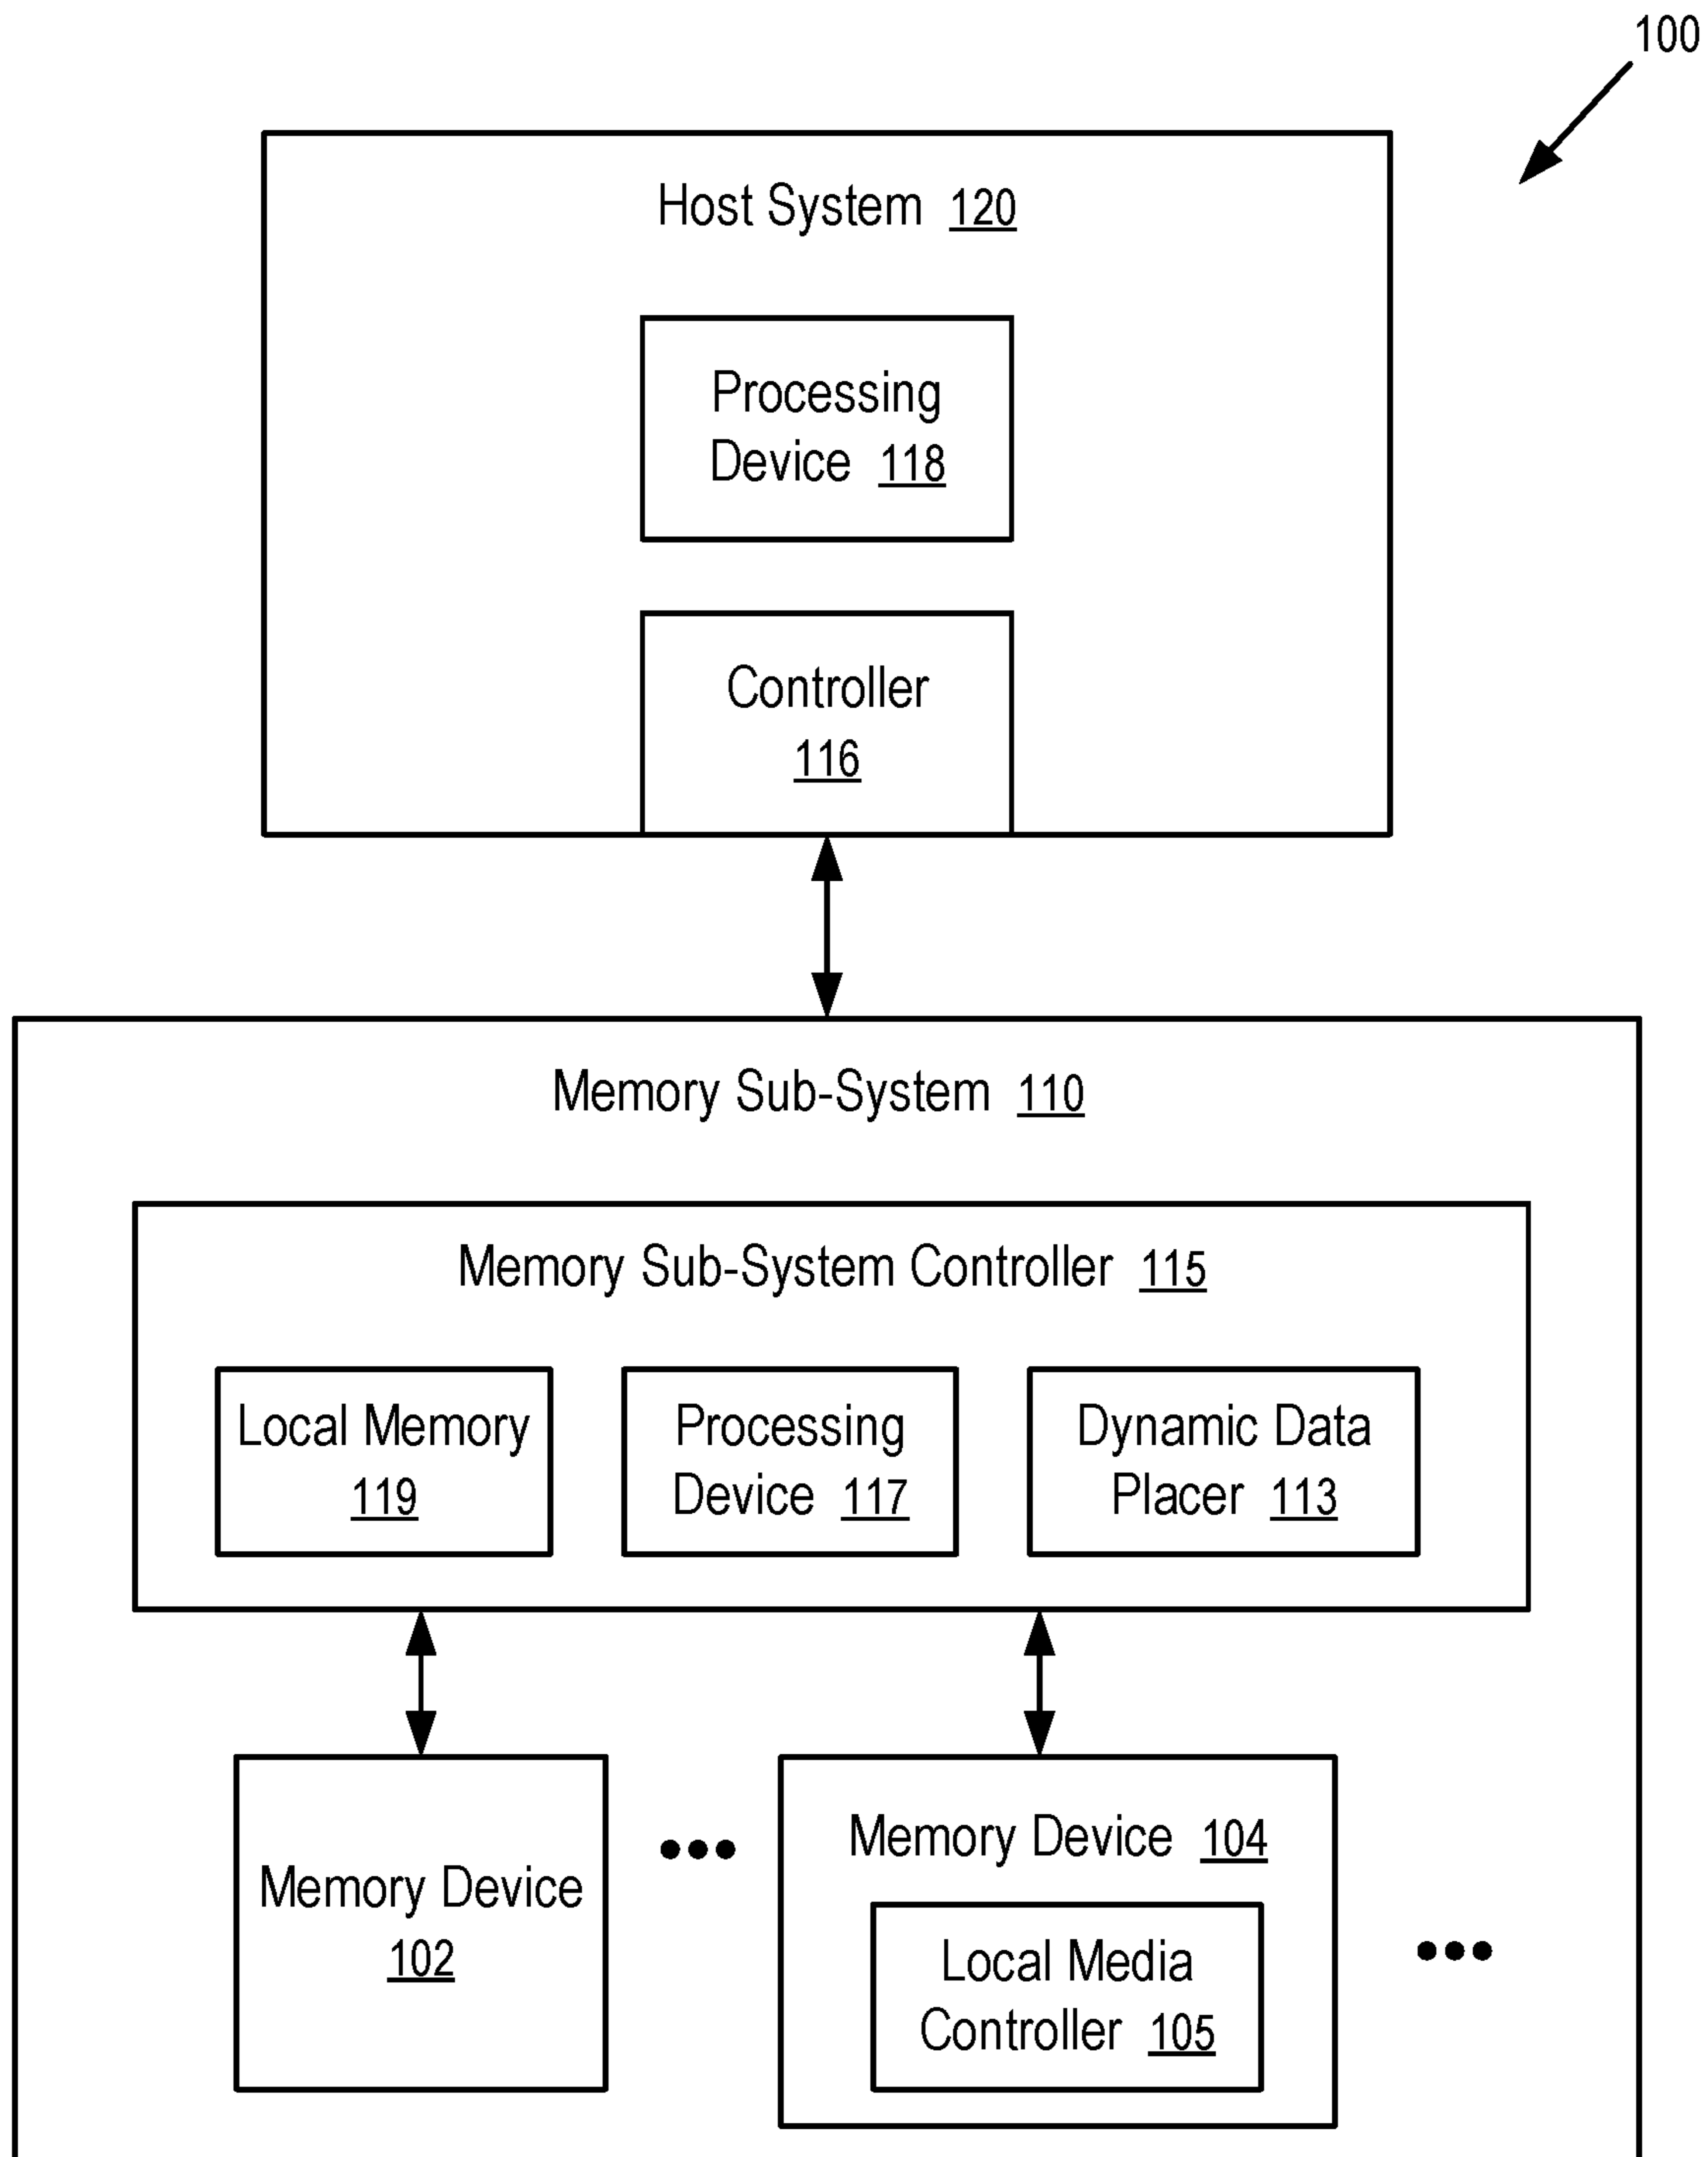 100
Host System 120
Processing
Device 118
Controller
116
Memory Sub-System 110
Memory Sub-System Controller 115
Local Memory
119
Processing
Device 117
Dynamic Data
Placer 113
Memory Device
102
Memory Device 104
Local Media
Controller 105